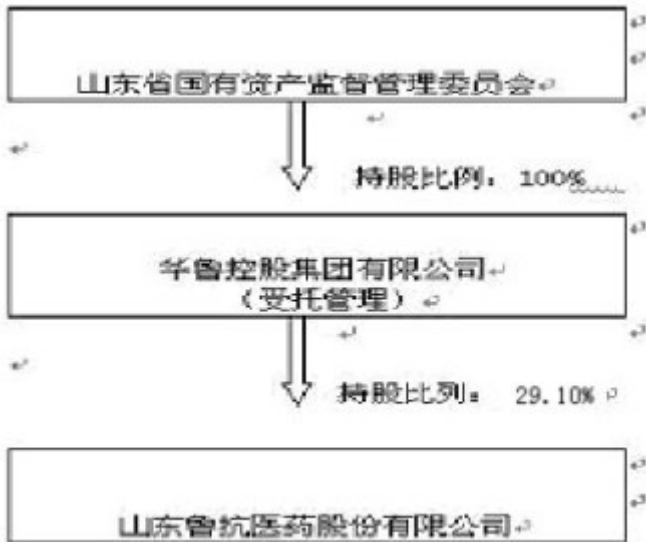 山东省国有资产监督管理委员会
持股比例：100%
华鲁控股集团有限公司
（受托管理）
持股比列：29.10%
山东鲁抗医药股份有限公司